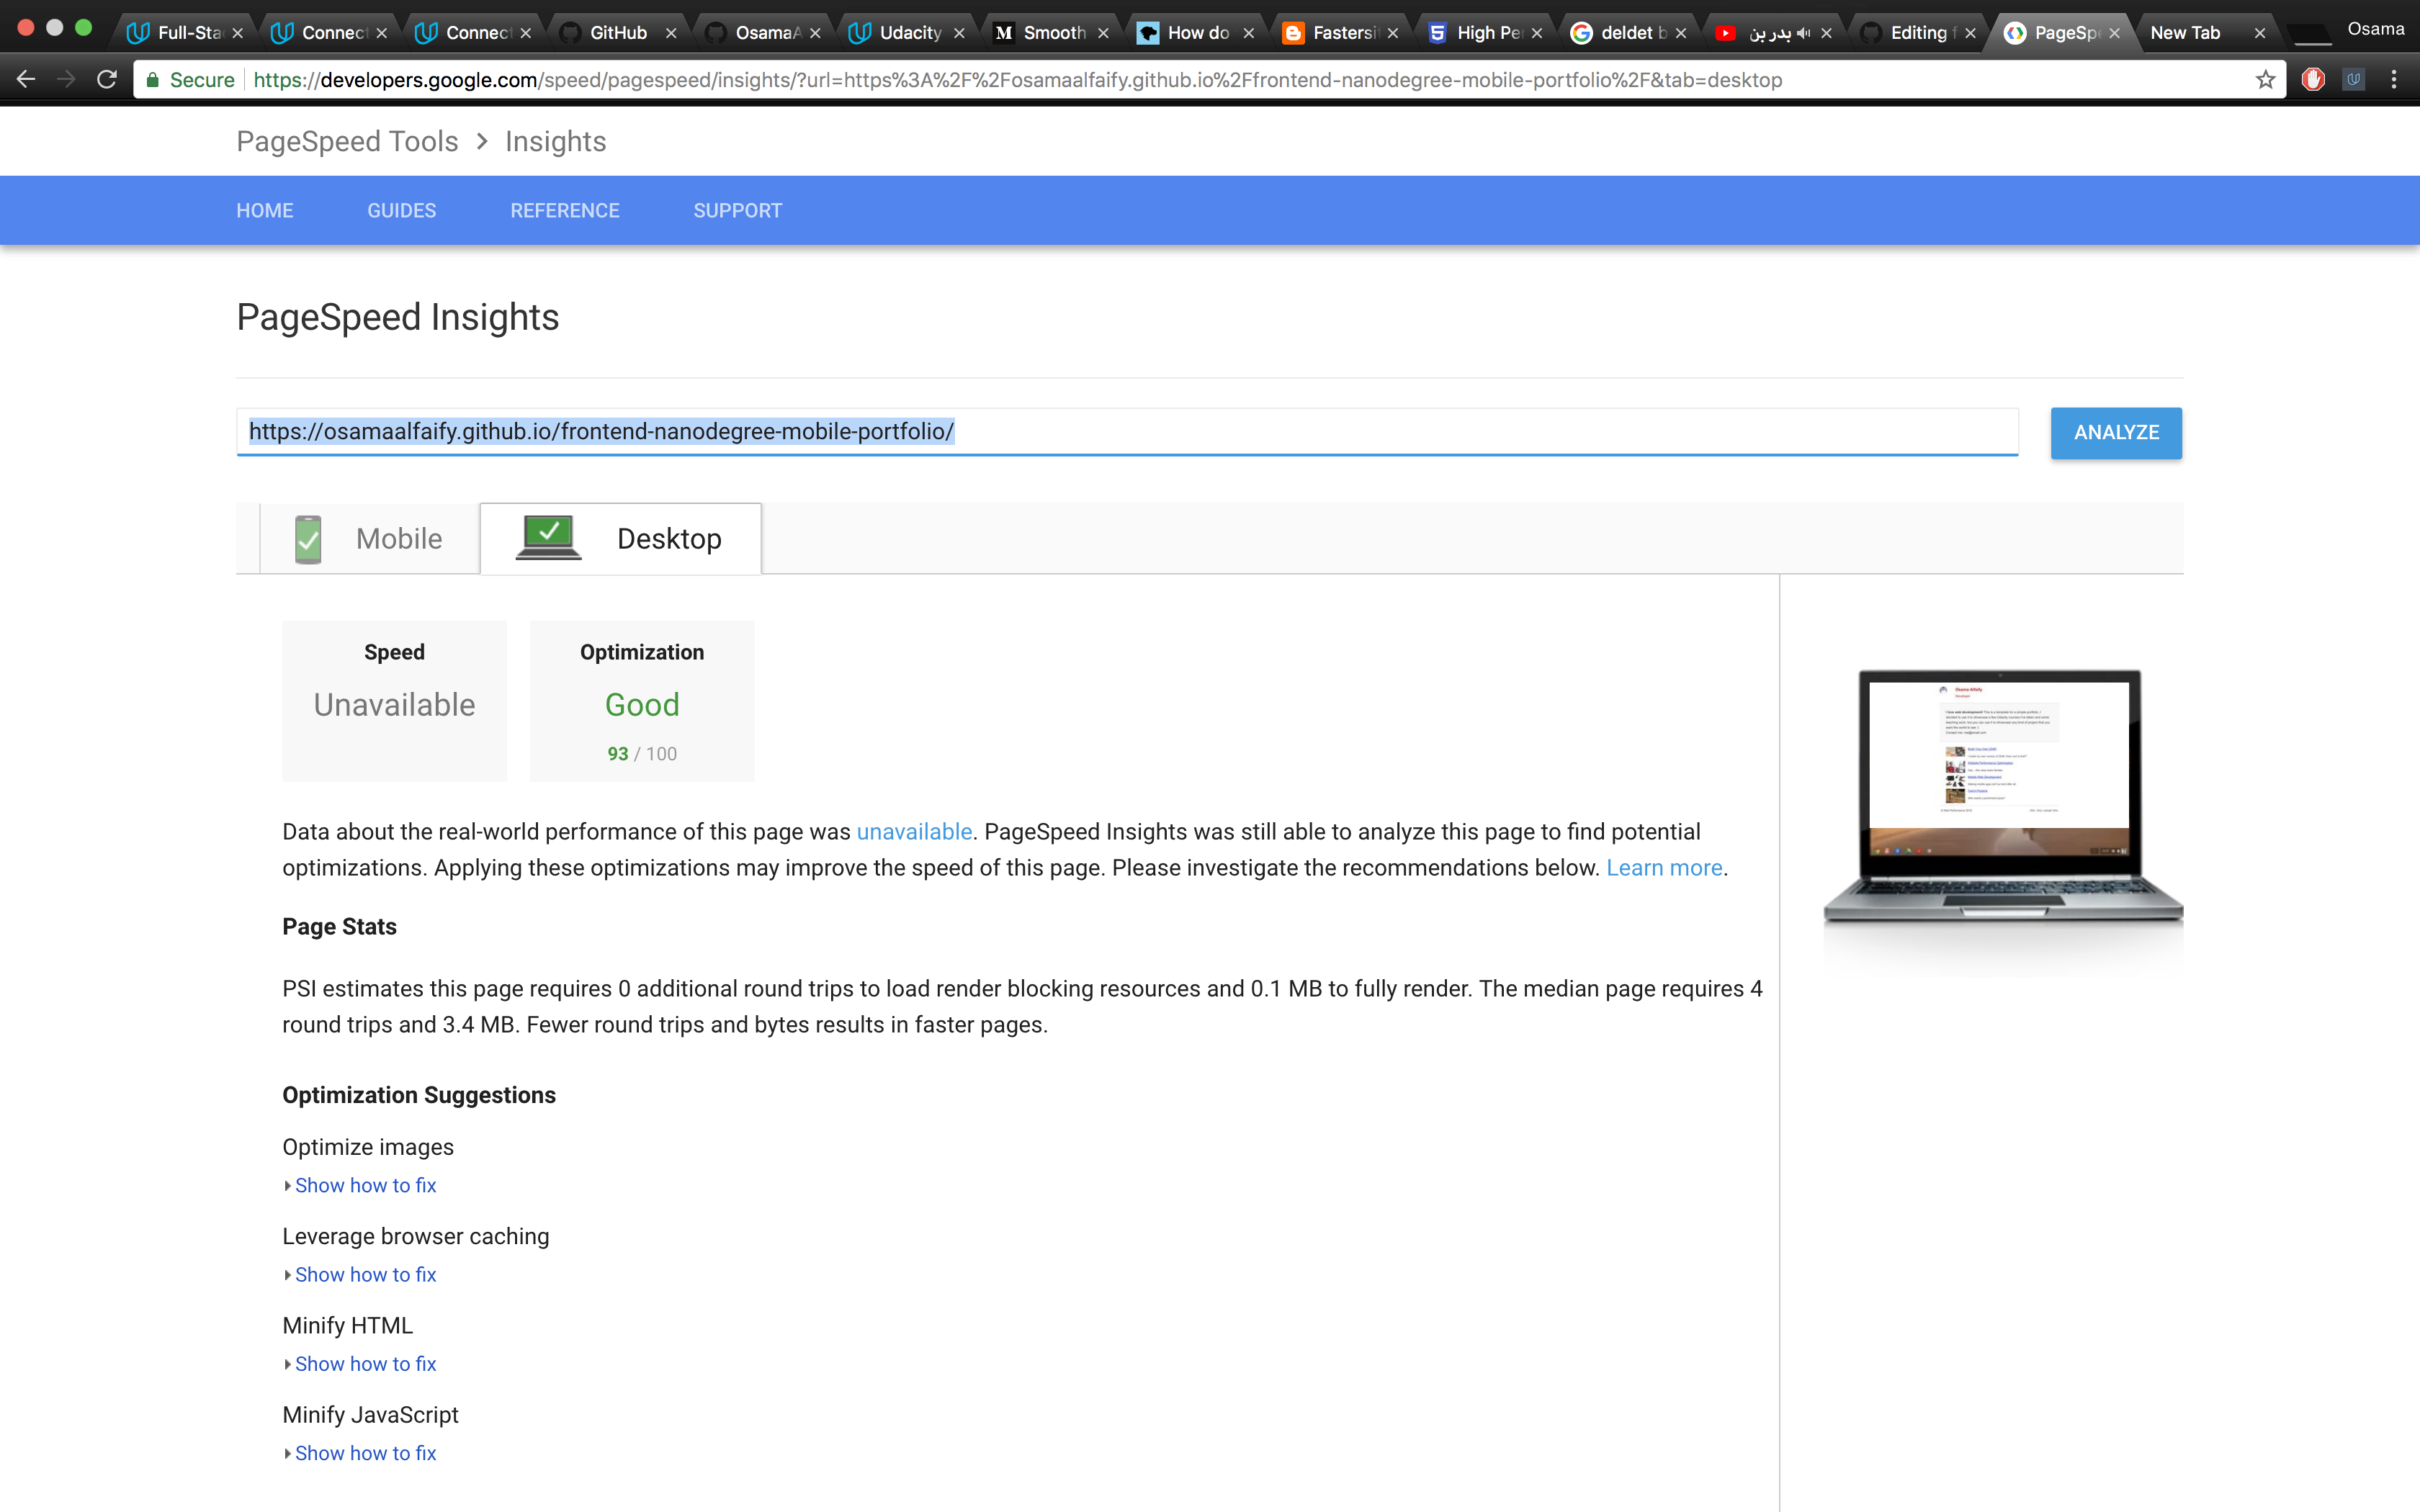 Full-Sta
Connect
Connect
GitHub
OsamaA
Udacity
Smooth
How do
Fastersit
High Per
deldet b
بدر بن
Editing f
PageSpe
New Tab
Osama
Secure
https://developers.google.com/speed/pagespeed/insights/?url=https%3A%2F%2Fosamaalfaify.github.io%2Ffrontend-nanodegree-mobile-portfolio%2F&tab=desktop
PageSpeed Tools > Insights
HOME GUIDES REFERENCE SUPPORT
PageSpeed Insights
https://osamaalfaify.github.io/frontend-nanodegree-mobile-portfolio/
ANALYZE
Mobile Desktop
Speed
Unavailable
Optimization
Good
93 / 100
Data about the real-world performance of this page was unavailable. PageSpeed Insights was still able to analyze this page to find potential
optimizations. Applying these optimizations may improve the speed of this page. Please investigate the recommendations below. Learn more.
Page Stats
PSI estimates this page requires 0 additional round trips to load render blocking resources and 0.1 MB to fully render. The median page requires 4
round trips and 3.4 MB. Fewer round trips and bytes results in faster pages.
Optimization Suggestions
Optimize images
Show how to fix
Leverage browser caching
Show how to fix
Minify HTML
Show how to fix
Minify JavaScript
Show how to fix